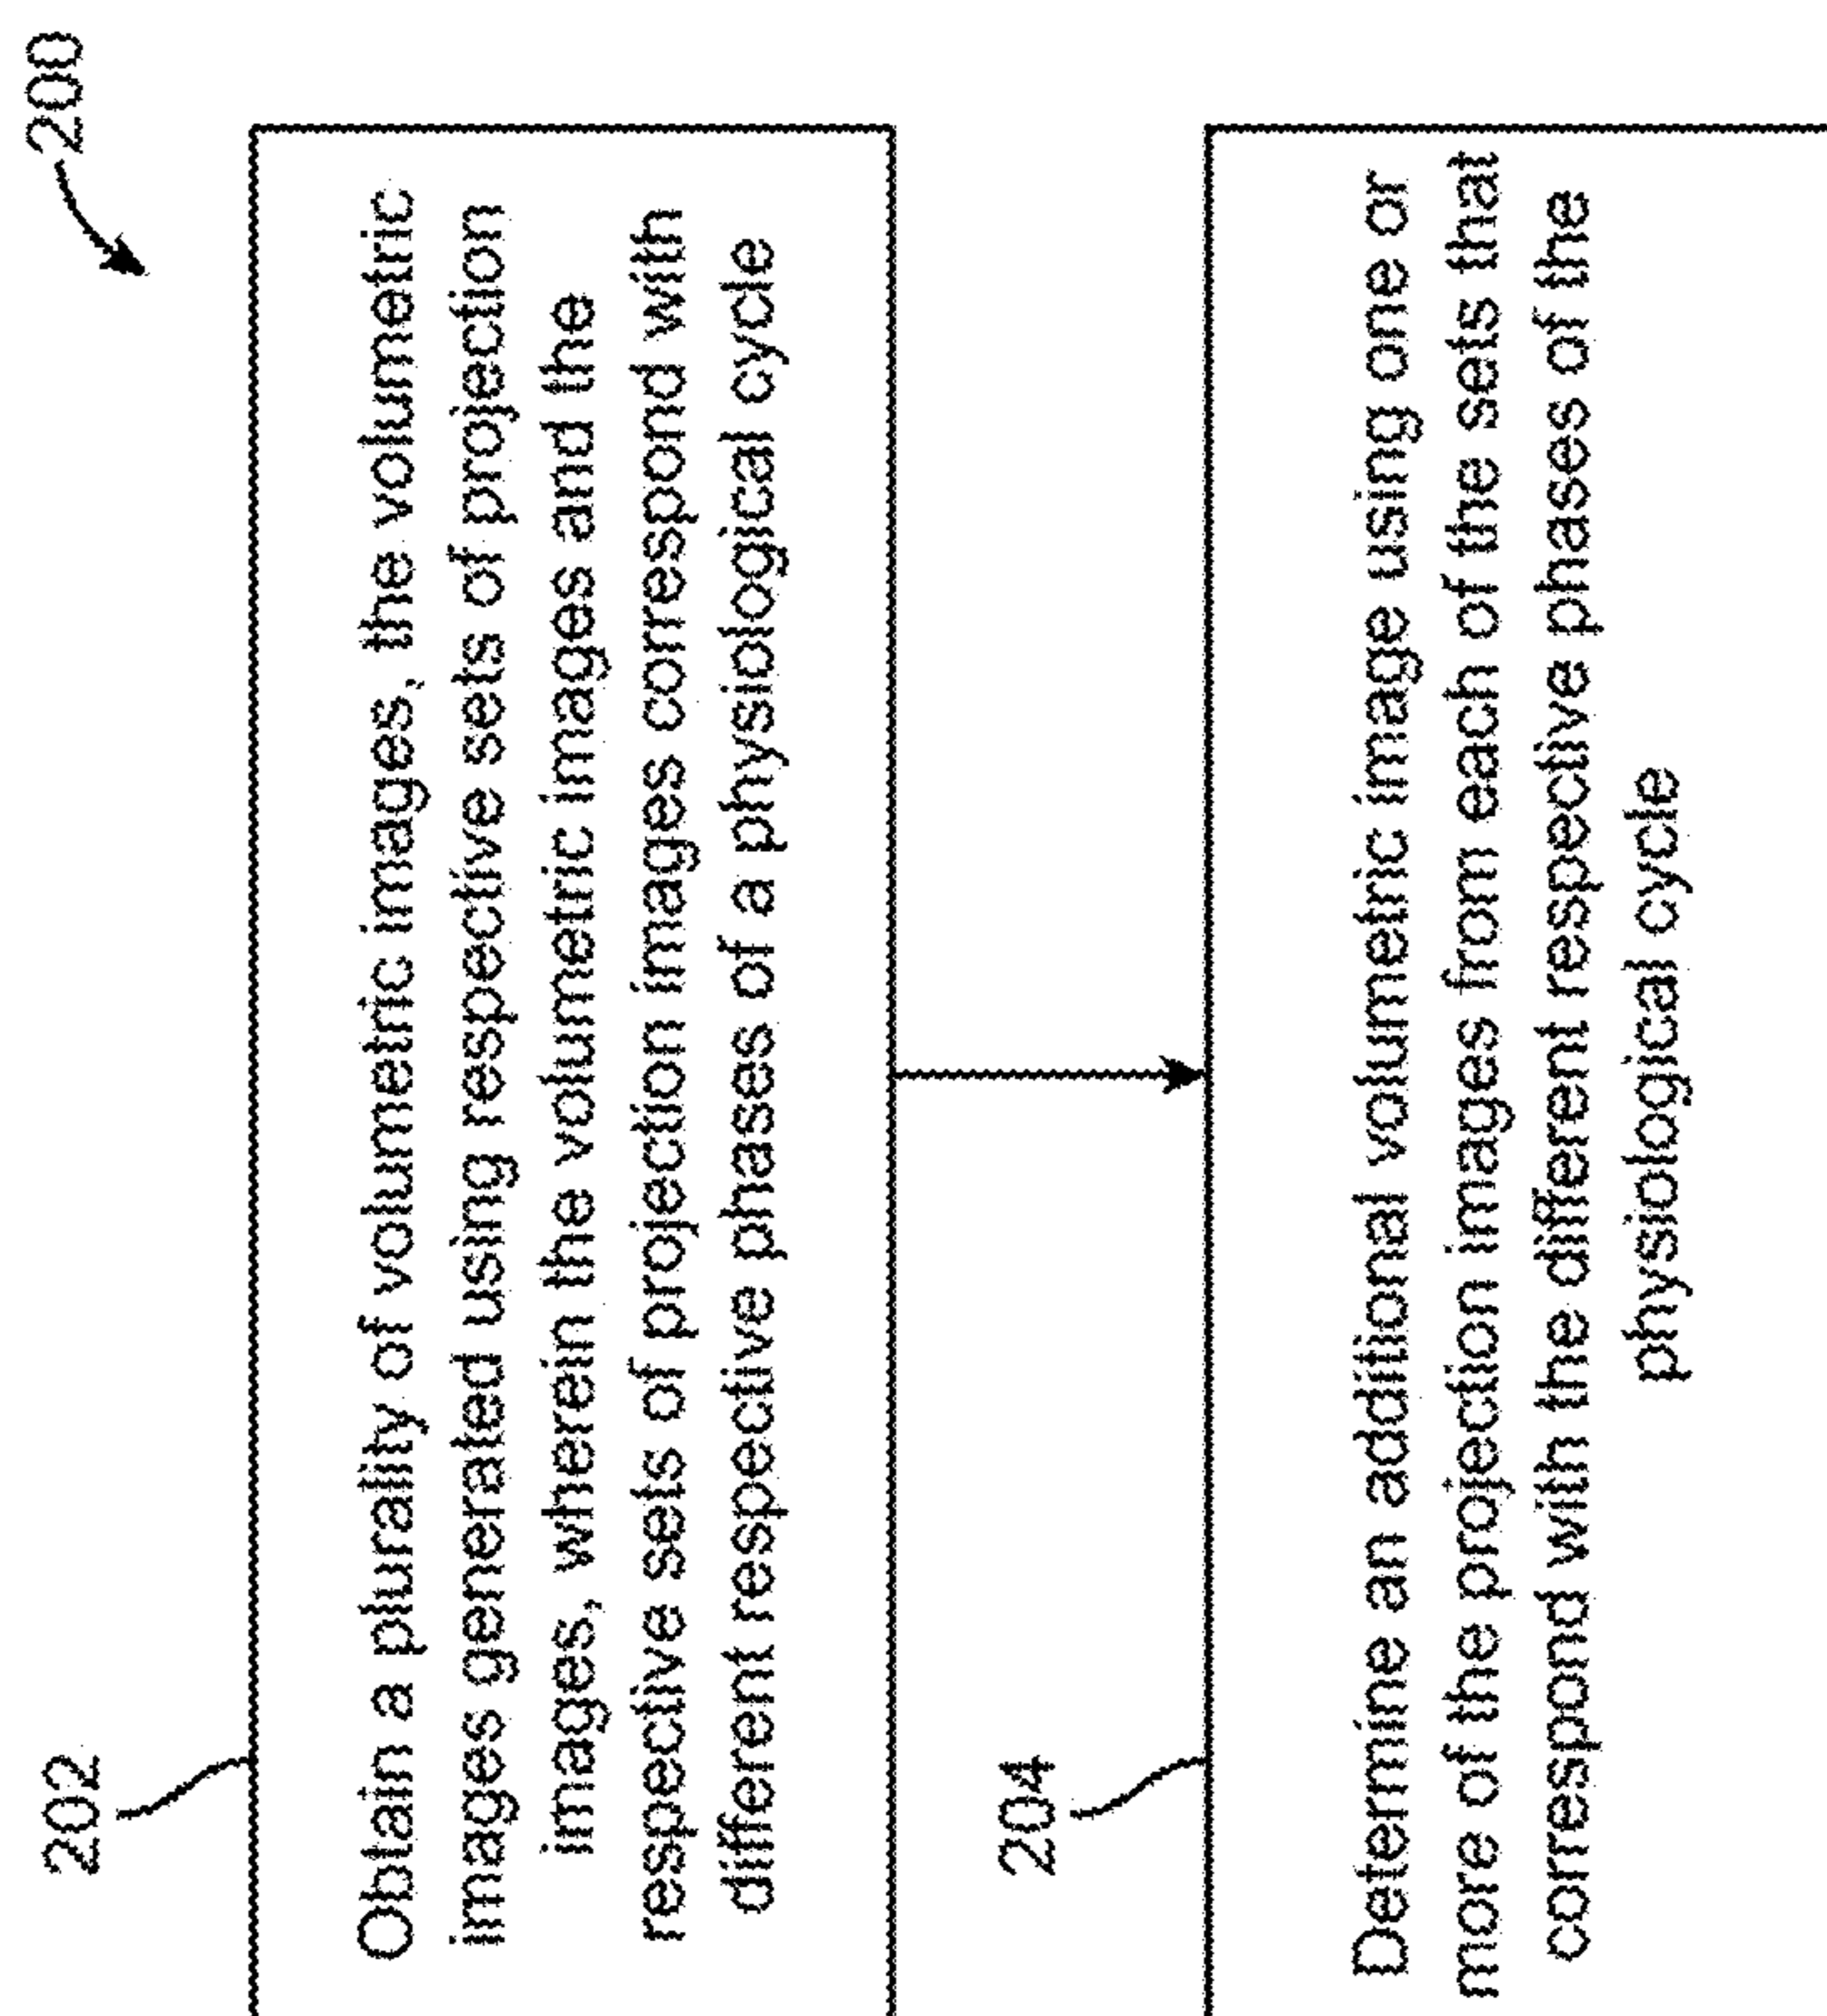 200
202
Obtain a plurality of volumetric images, the volumetric
images generated using respective sets of projection
images, wherein the volumetric images and the
respective sets of projection images correspond with
different respective phases of a physiological cycle
204
Determine an additional volumetric image using one or
more of the projection images from each of the sets that
correspond with the different respective phases of the
physiological cycle